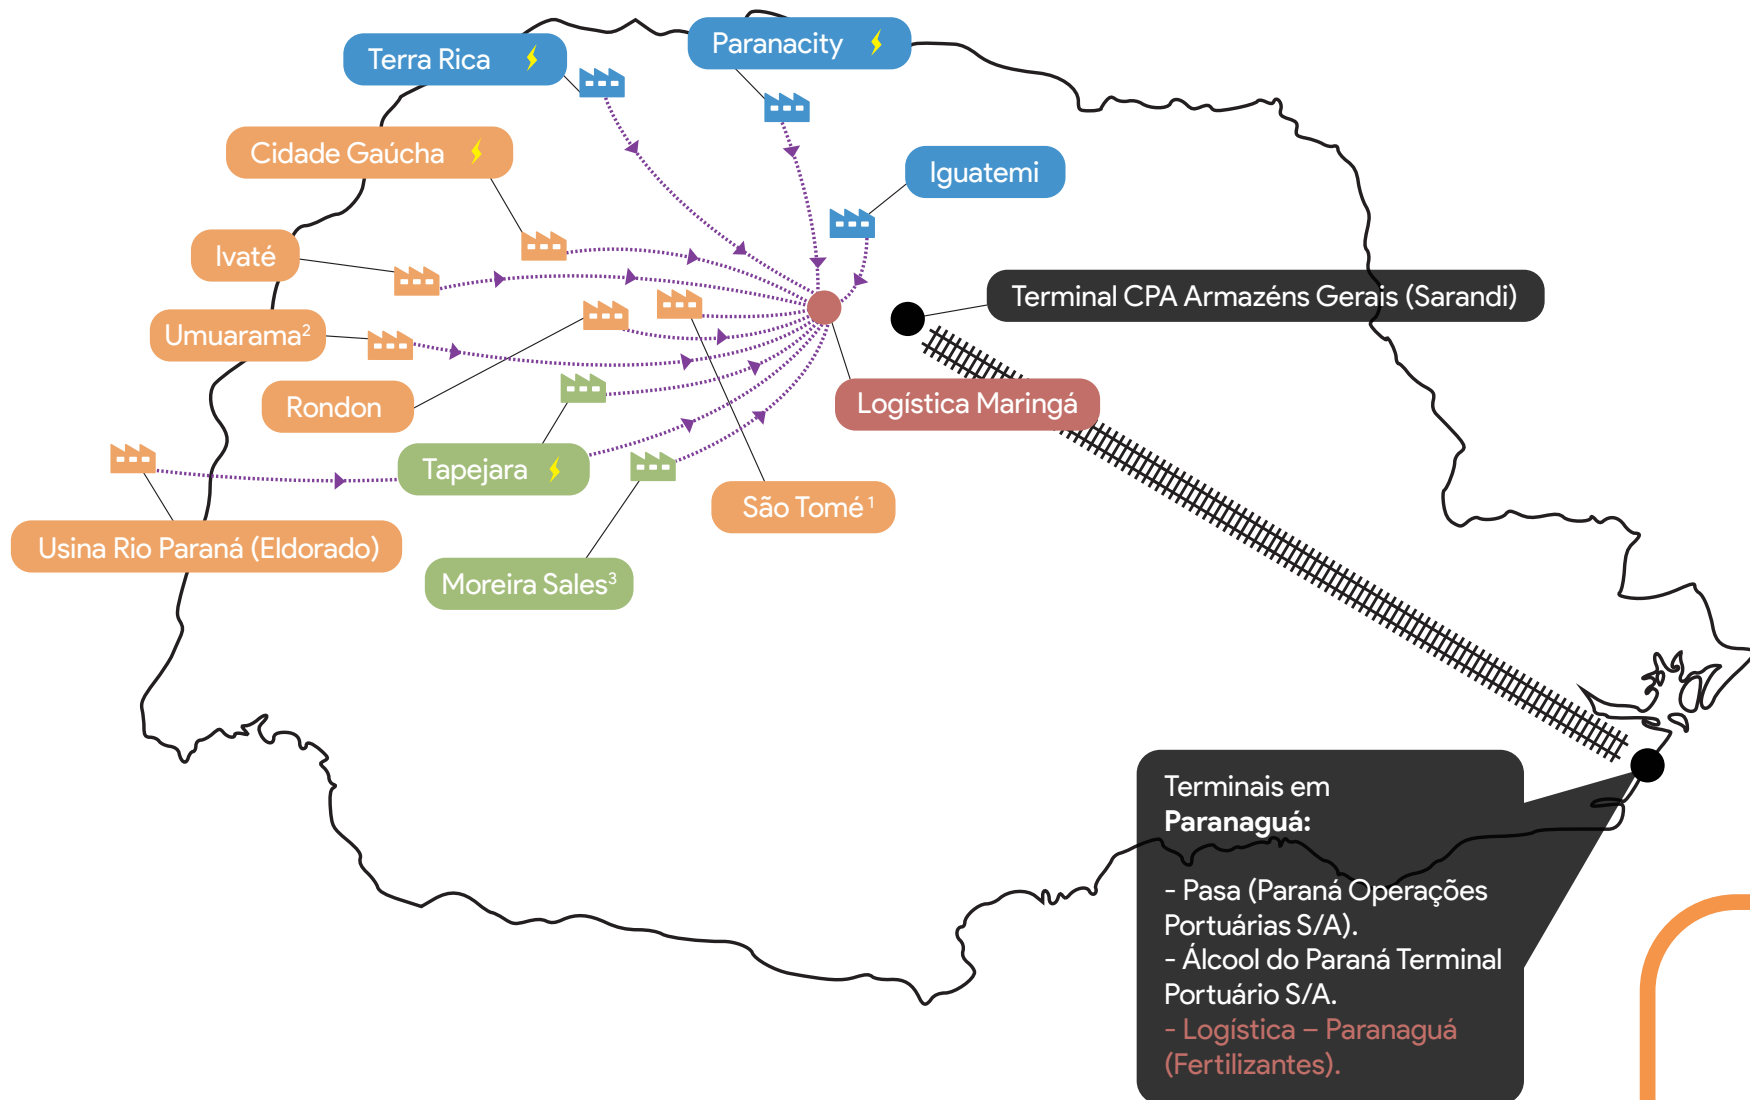 Terra Rica
Paranacity
Cidade Gaúcha
Iguatemi
Ivaté
Terminal CPA Armazéns Gerais (Sarandi)
Umuarama²
Rondon
Logística Maringá
Tapejara
São Tomé ¹
Usina Rio Paraná (Eldorado)
Moreira Sales³
Terminais em
Paranaguá:
- Pasa (Paraná Operações
Portuárias S/A).
- Álcool do Paraná Terminal
Portuário S/A.
- Logística – Paranaguá
(Fertilizantes).